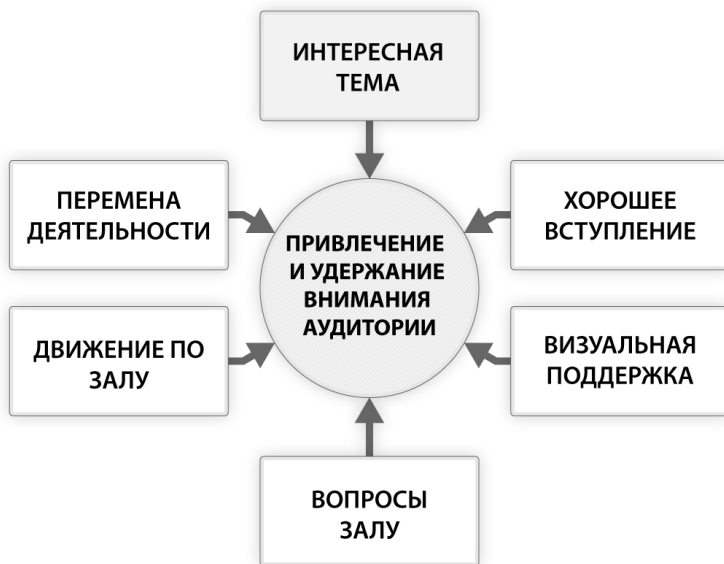 ИНТЕРЕСНАЯ
ТЕМА
ПЕРЕМЕНА
ДЕЯТЕЛЬНОСТИ
ХОРОШЕЕ
ВСТУПЛЕНИЕ
ПРИВЛЕЧЕНИЕ
И УДЕРЖАНИЕ
ВНИМАНИЯ
АУДИТОРИИ
ДВИЖЕНИЕ ПО
ЗАЛУ
ВИЗУАЛЬНАЯ
ПОДДЕРЖКА
ВОПРОСЫ
ЗАЛУ